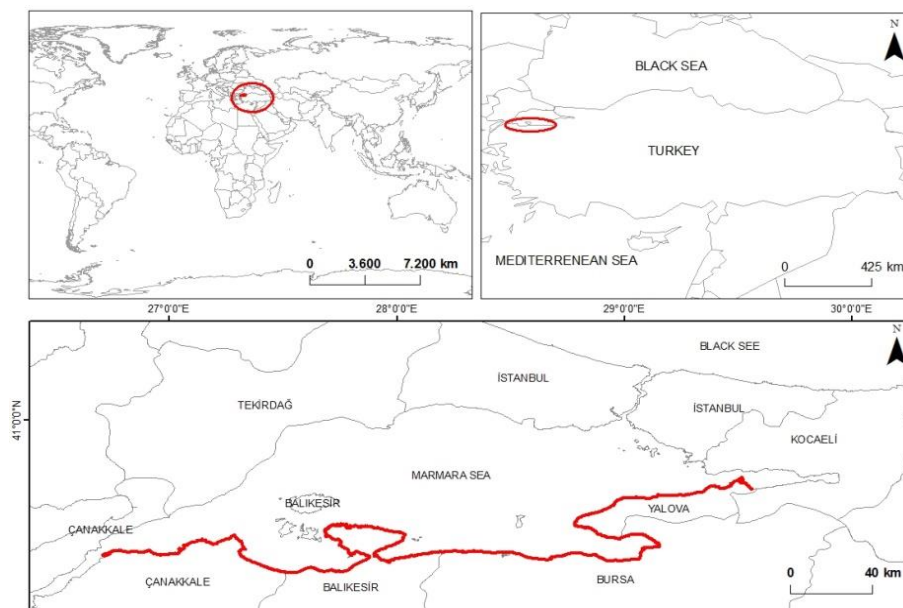 0 3.600 7.200 km
N
BLACK SEA
TURKEY
MEDITERRENEAN SEA
0 425 km
27°0'0"E 28°0'0"E 29°0'0"E 30°0'0"E
N
BLACK SEE
İSTANBUL
TEKİRDAĞ
İSTANBUL
41°0'0"N
KOCAELİ
MARMARA SEA
BALIKESİR
YALOVA
ÇANAKKALE
ÇANAKKALE
BALIKESİR
BURSA
0 40 km